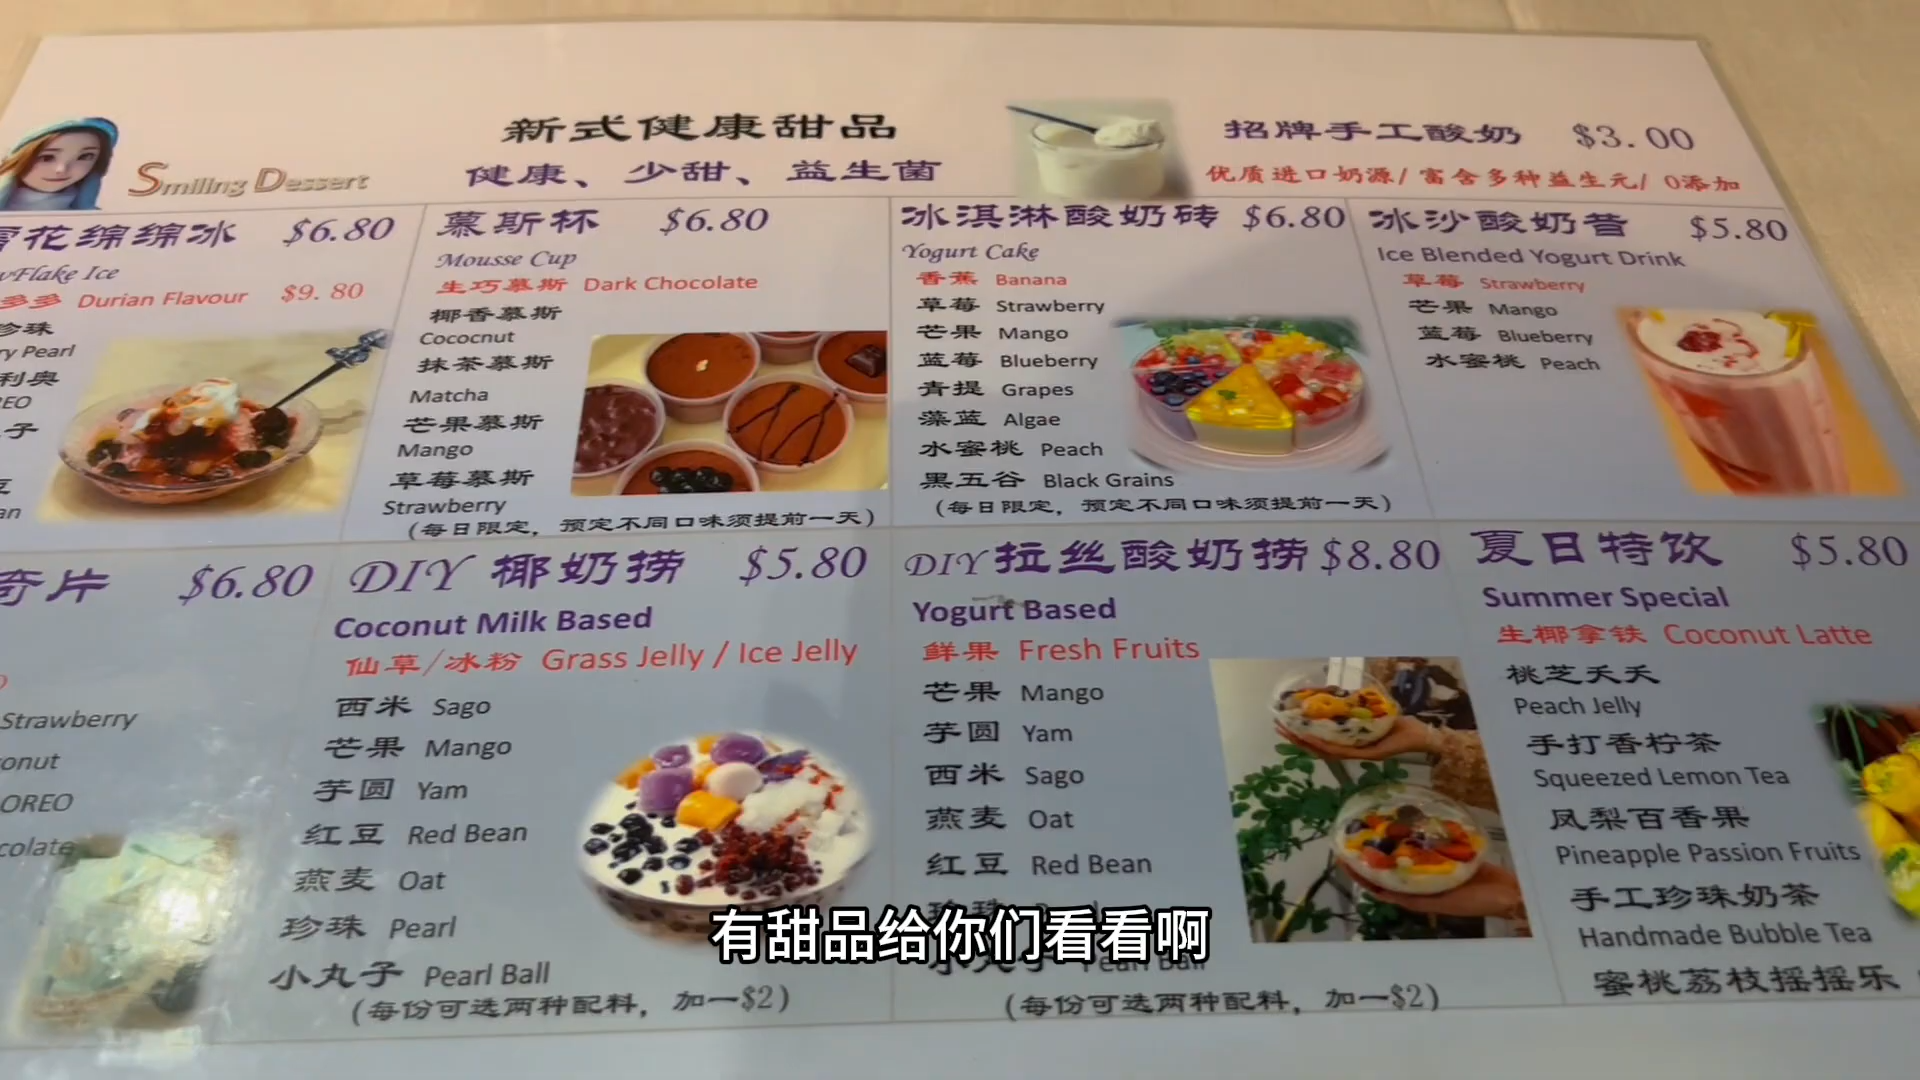 Smiling Dessert
新式健康甜品
健康、少甜、益生菌
招牌手工酸奶 $3.00
优质进口奶源/富含多种益生元/0添加
花绵绵冰 $6.80
Flake Ice
多多 Durian Flavour $9.80
珍珠
Pearl
利奥
子
慕斯杯 $6.80
Mousse Cup
生巧慕斯 Dark Chocolate
椰香慕斯
Cococnut
抹茶慕斯
Matcha
芒果慕斯
Mango
草莓慕斯
Strawberry
(每日限定，预定不同口味须提前一天)
冰淇淋酸奶砖 $6.80
Yogurt Cake
香蕉 Banana
草莓 Strawberry
芒果 Mango
蓝莓 Blueberry
青提 Grapes
藻蓝 Algae
水蜜桃 Peach
黑五谷 Black Grains
(每日限定，预定不同口味须提前一天)
冰沙酸奶昔 $5.80
Ice Blended Yogurt Drink
草莓 Strawberry
芒果 Mango
蓝莓 Blueberry
水蜜桃 Peach
奇片 $6.80
Strawberry
OREO
DIY 椰奶捞 $5.80
Coconut Milk Based
仙草/冰粉 Grass Jelly / Ice Jelly
西米 Sago
芒果 Mango
芋圆 Yam
红豆 Red Bean
燕麦 Oat
珍珠 Pearl
小丸子 Pearl Ball
(每份可选两种配料，加一$2)
DIY拉丝酸奶捞 $8.80
Yogurt Based
鲜果 Fresh Fruits
芒果 Mango
芋圆 Yam
西米 Sago
燕麦 Oat
红豆 Red Bean
(每份可选两种配料，加一$2)
夏日特饮 $5.80
Summer Special
生椰拿铁 Coconut Latte
桃芝夭夭
Peach Jelly
手打香柠茶
Squeezed Lemon Tea
凤梨百香果
Pineapple Passion Fruits
手工珍珠奶茶
Handmade Bubble Tea
蜜桃荔枝摇摇乐
有甜品给你们看看啊